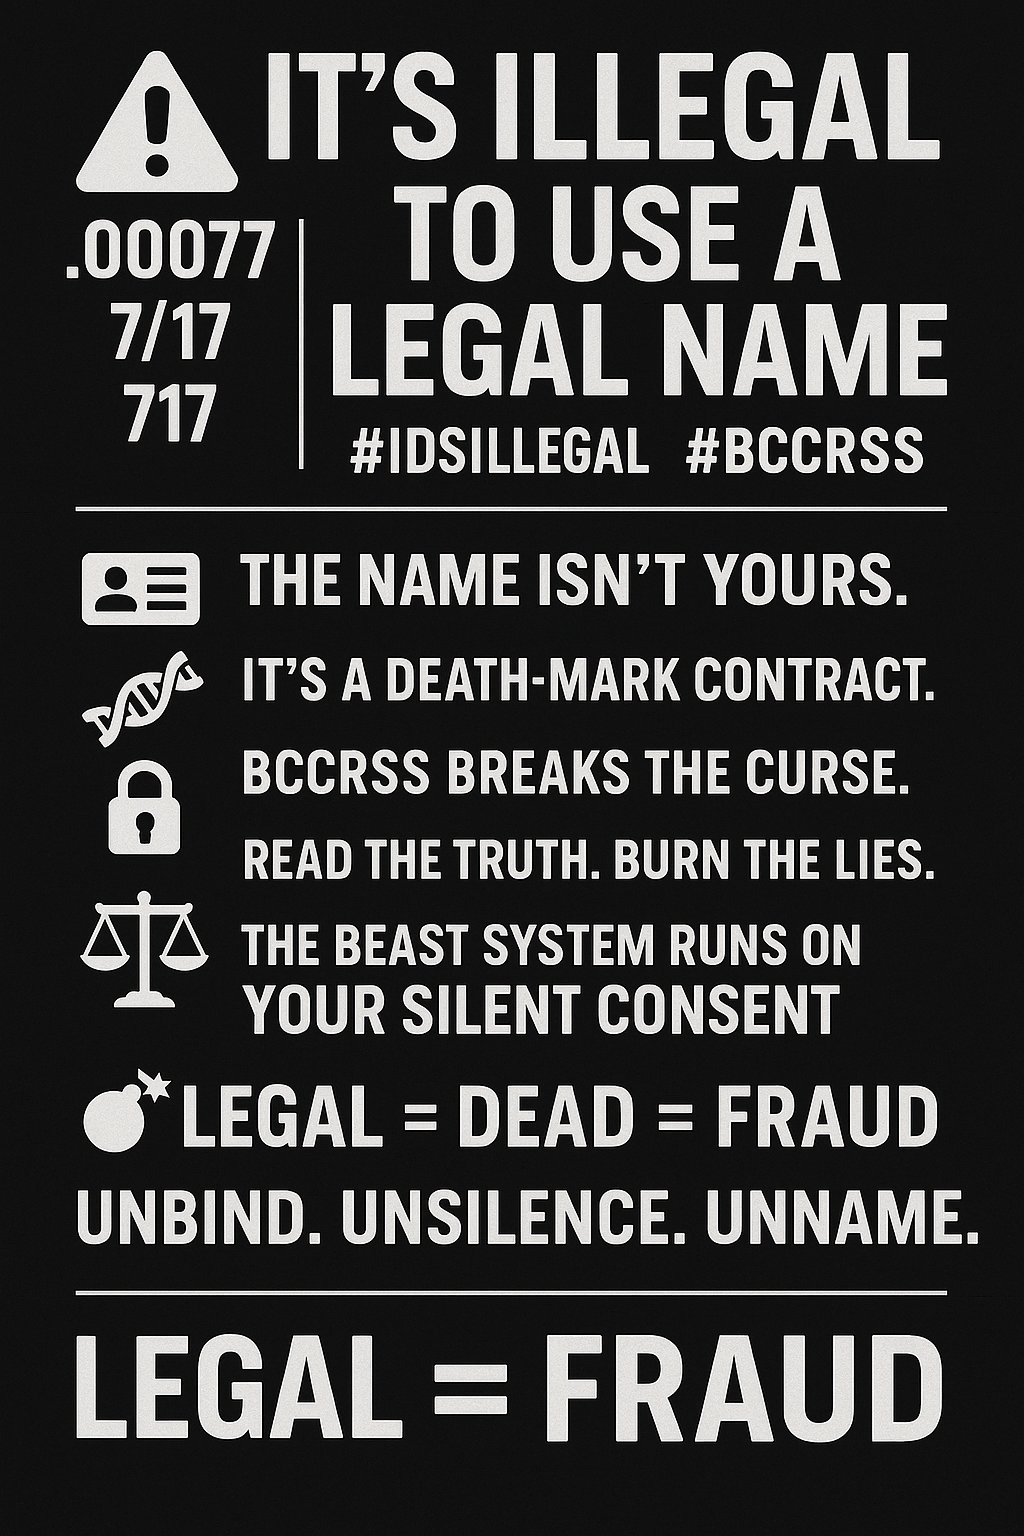 IT'S ILLEGAL
TO USE A
LEGAL NAME
.00077
7/17
717
#IDSILLEGAL #BCCRSS
THE NAME ISN'T YOURS.
IT'S A DEATH-MARK CONTRACT.
BCCRSS BREAKS THE CURSE.
READ THE TRUTH. BURN THE LIES.
THE BEAST SYSTEM RUNS ON
YOUR SILENT CONSENT
LEGAL = DEAD = FRAUD
UNBIND. UNSILENCE. UNNAME.
LEGAL = FRAUD